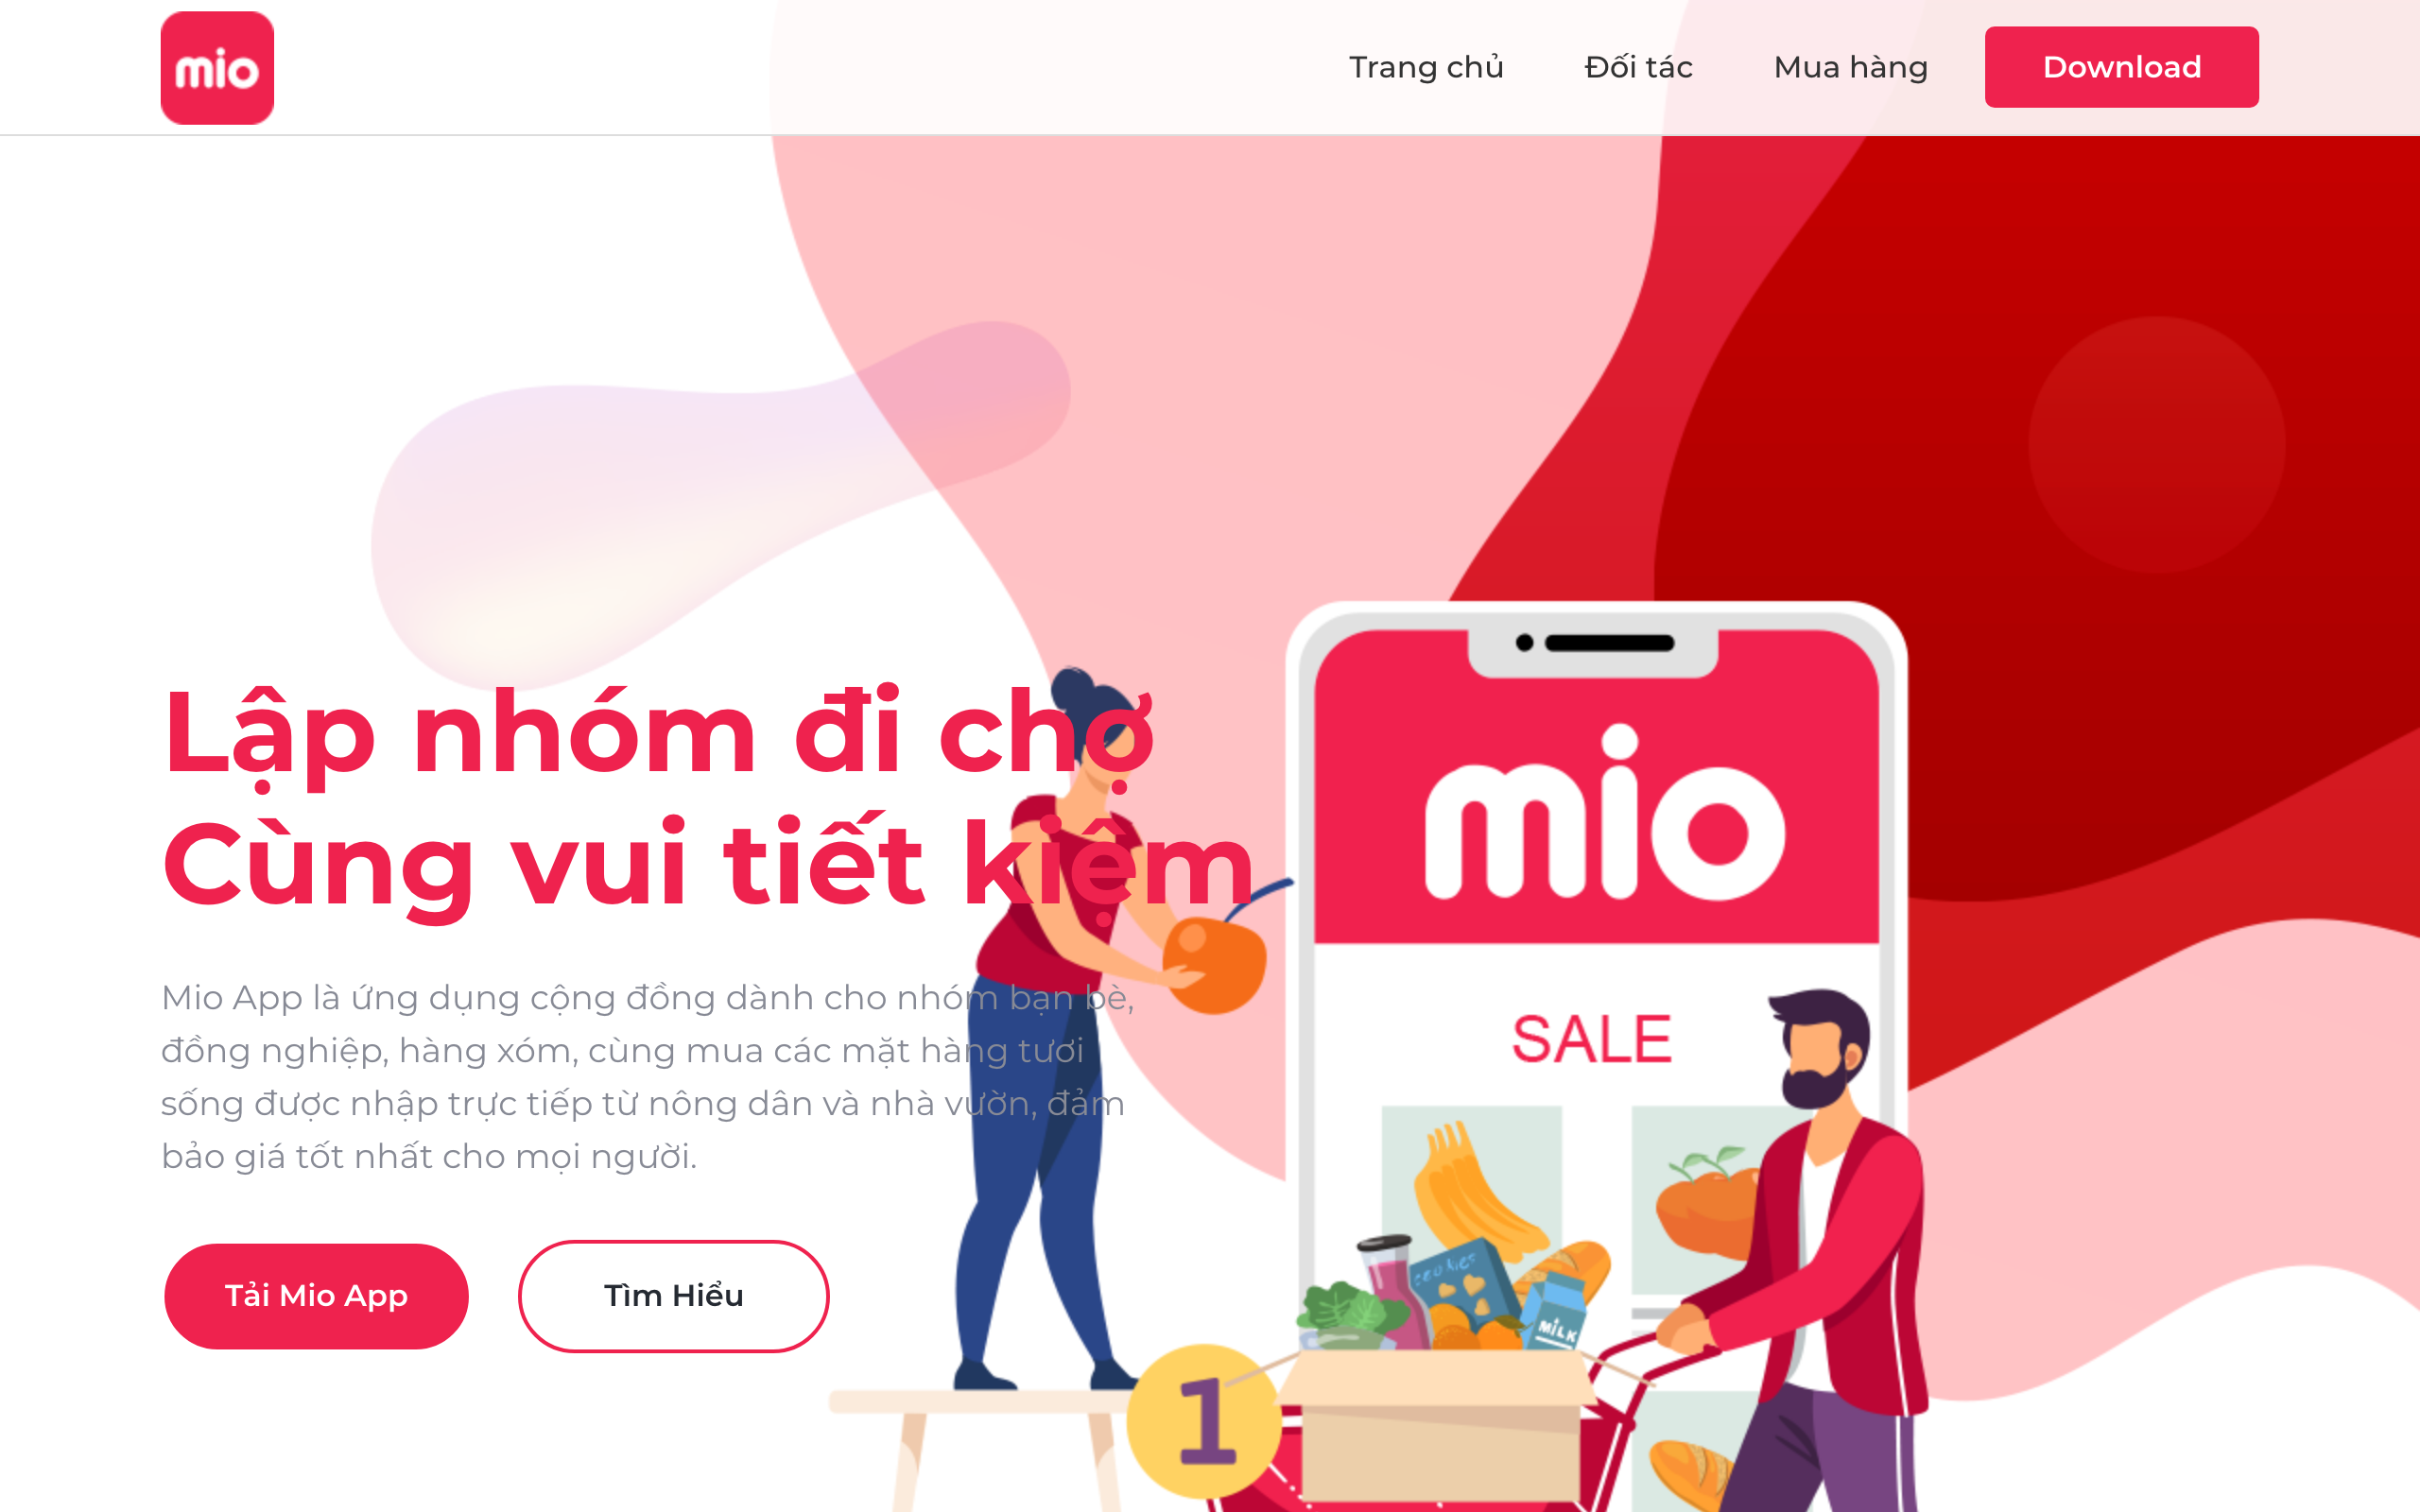 mio
Trang chủ
Đối tác
Mua hàng
Download
Lập nhóm đi chợ
Cùng vui tiết kiệm
Mio App là ứng dụng cộng đồng dành cho nhóm bạn bè,
đồng nghiệp, hàng xóm, cùng mua các mặt hàng tươi
sống được nhập trực tiếp từ nông dân và nhà vườn, đảm
bảo giá tốt nhất cho mọi người.
Tải Mio App
Tìm Hiểu
mio
SALE
cookies
MiLK
1